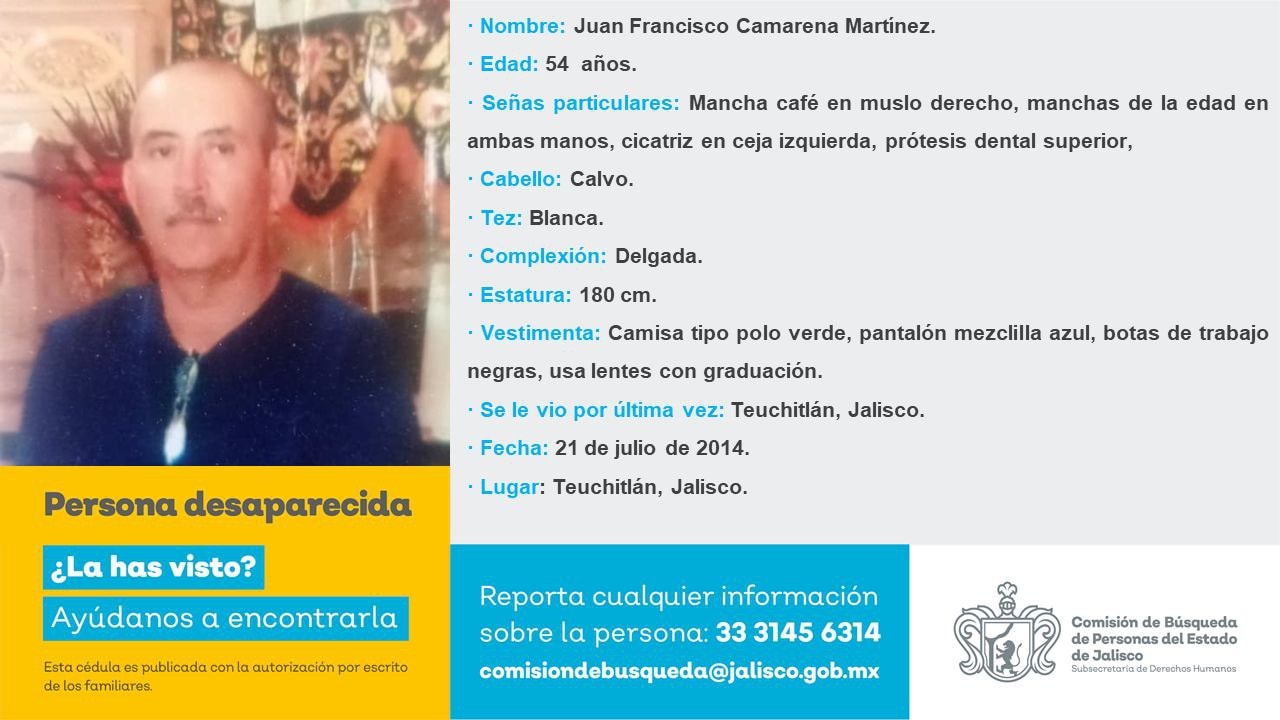 · Nombre: Juan Francisco Camarena Martínez.
· Edad: 54 años.
· Señas particulares: Mancha café en muslo derecho, manchas de la edad en
ambas manos, cicatriz en ceja izquierda, prótesis dental superior,
· Cabello: Calvo.
· Tez: Blanca.
· Complexión: Delgada.
· Estatura: 180 cm.
· Vestimenta: Camisa tipo polo verde, pantalón mezclilla azul, botas de trabajo
negras, usa lentes con graduación.
· Se le vio por última vez: Teuchitlán, Jalisco.
· Fecha: 21 de julio de 2014.
· Lugar: Teuchitlán, Jalisco.
Persona desaparecida
¿La has visto?
Ayúdanos a encontrarla
Esta cédula es publicada con la autorización por escrito
de los familiares.
Reporta cualquier información
sobre la persona: 33 3145 6314
comisiondebusqueda@jalisco.gob.mx
Comisión de Búsqueda
de Personas del Estado
de Jalisco
Subsecretaría de Derechos Humanos